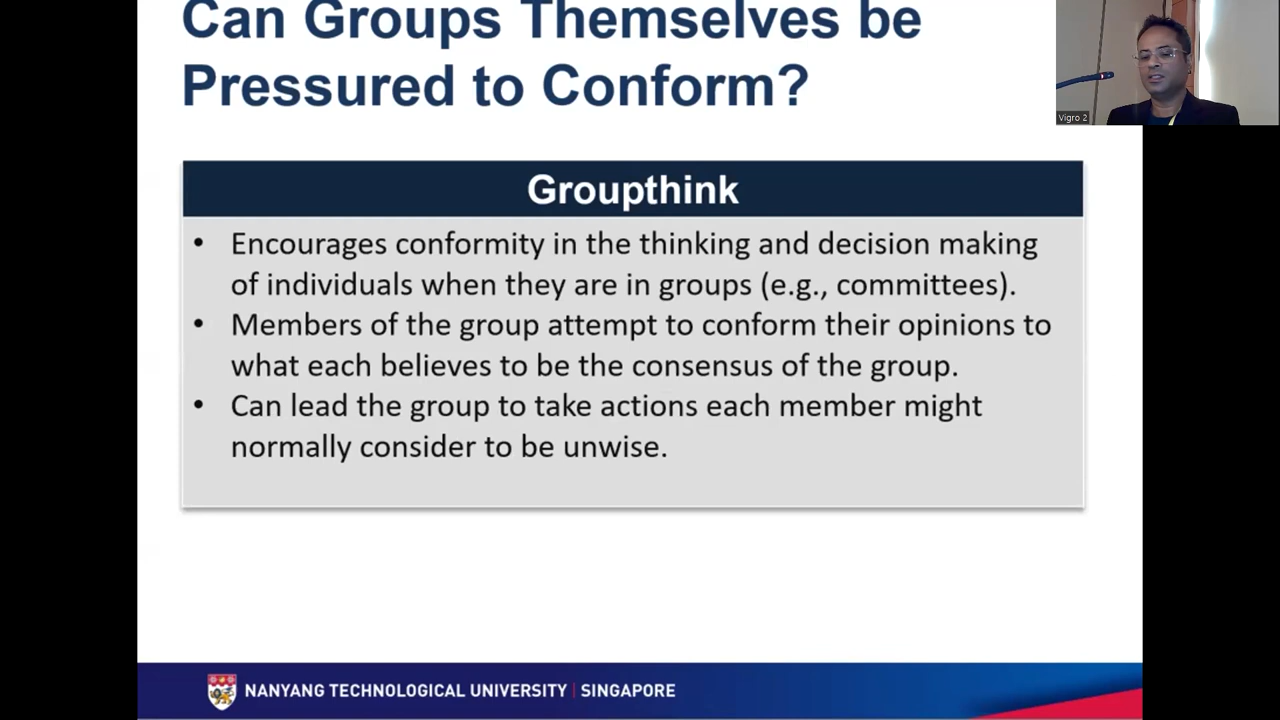 Can Groups Themselves be
Pressured to Conform?
Vigro 2
Groupthink
• Encourages conformity in the thinking and decision making
of individuals when they are in groups (e.g., committees).
• Members of the group attempt to conform their opinions to
what each believes to be the consensus of the group.
• Can lead the group to take actions each member might
normally consider to be unwise.
NANYANG TECHNOLOGICAL UNIVERSITY | SINGAPORE